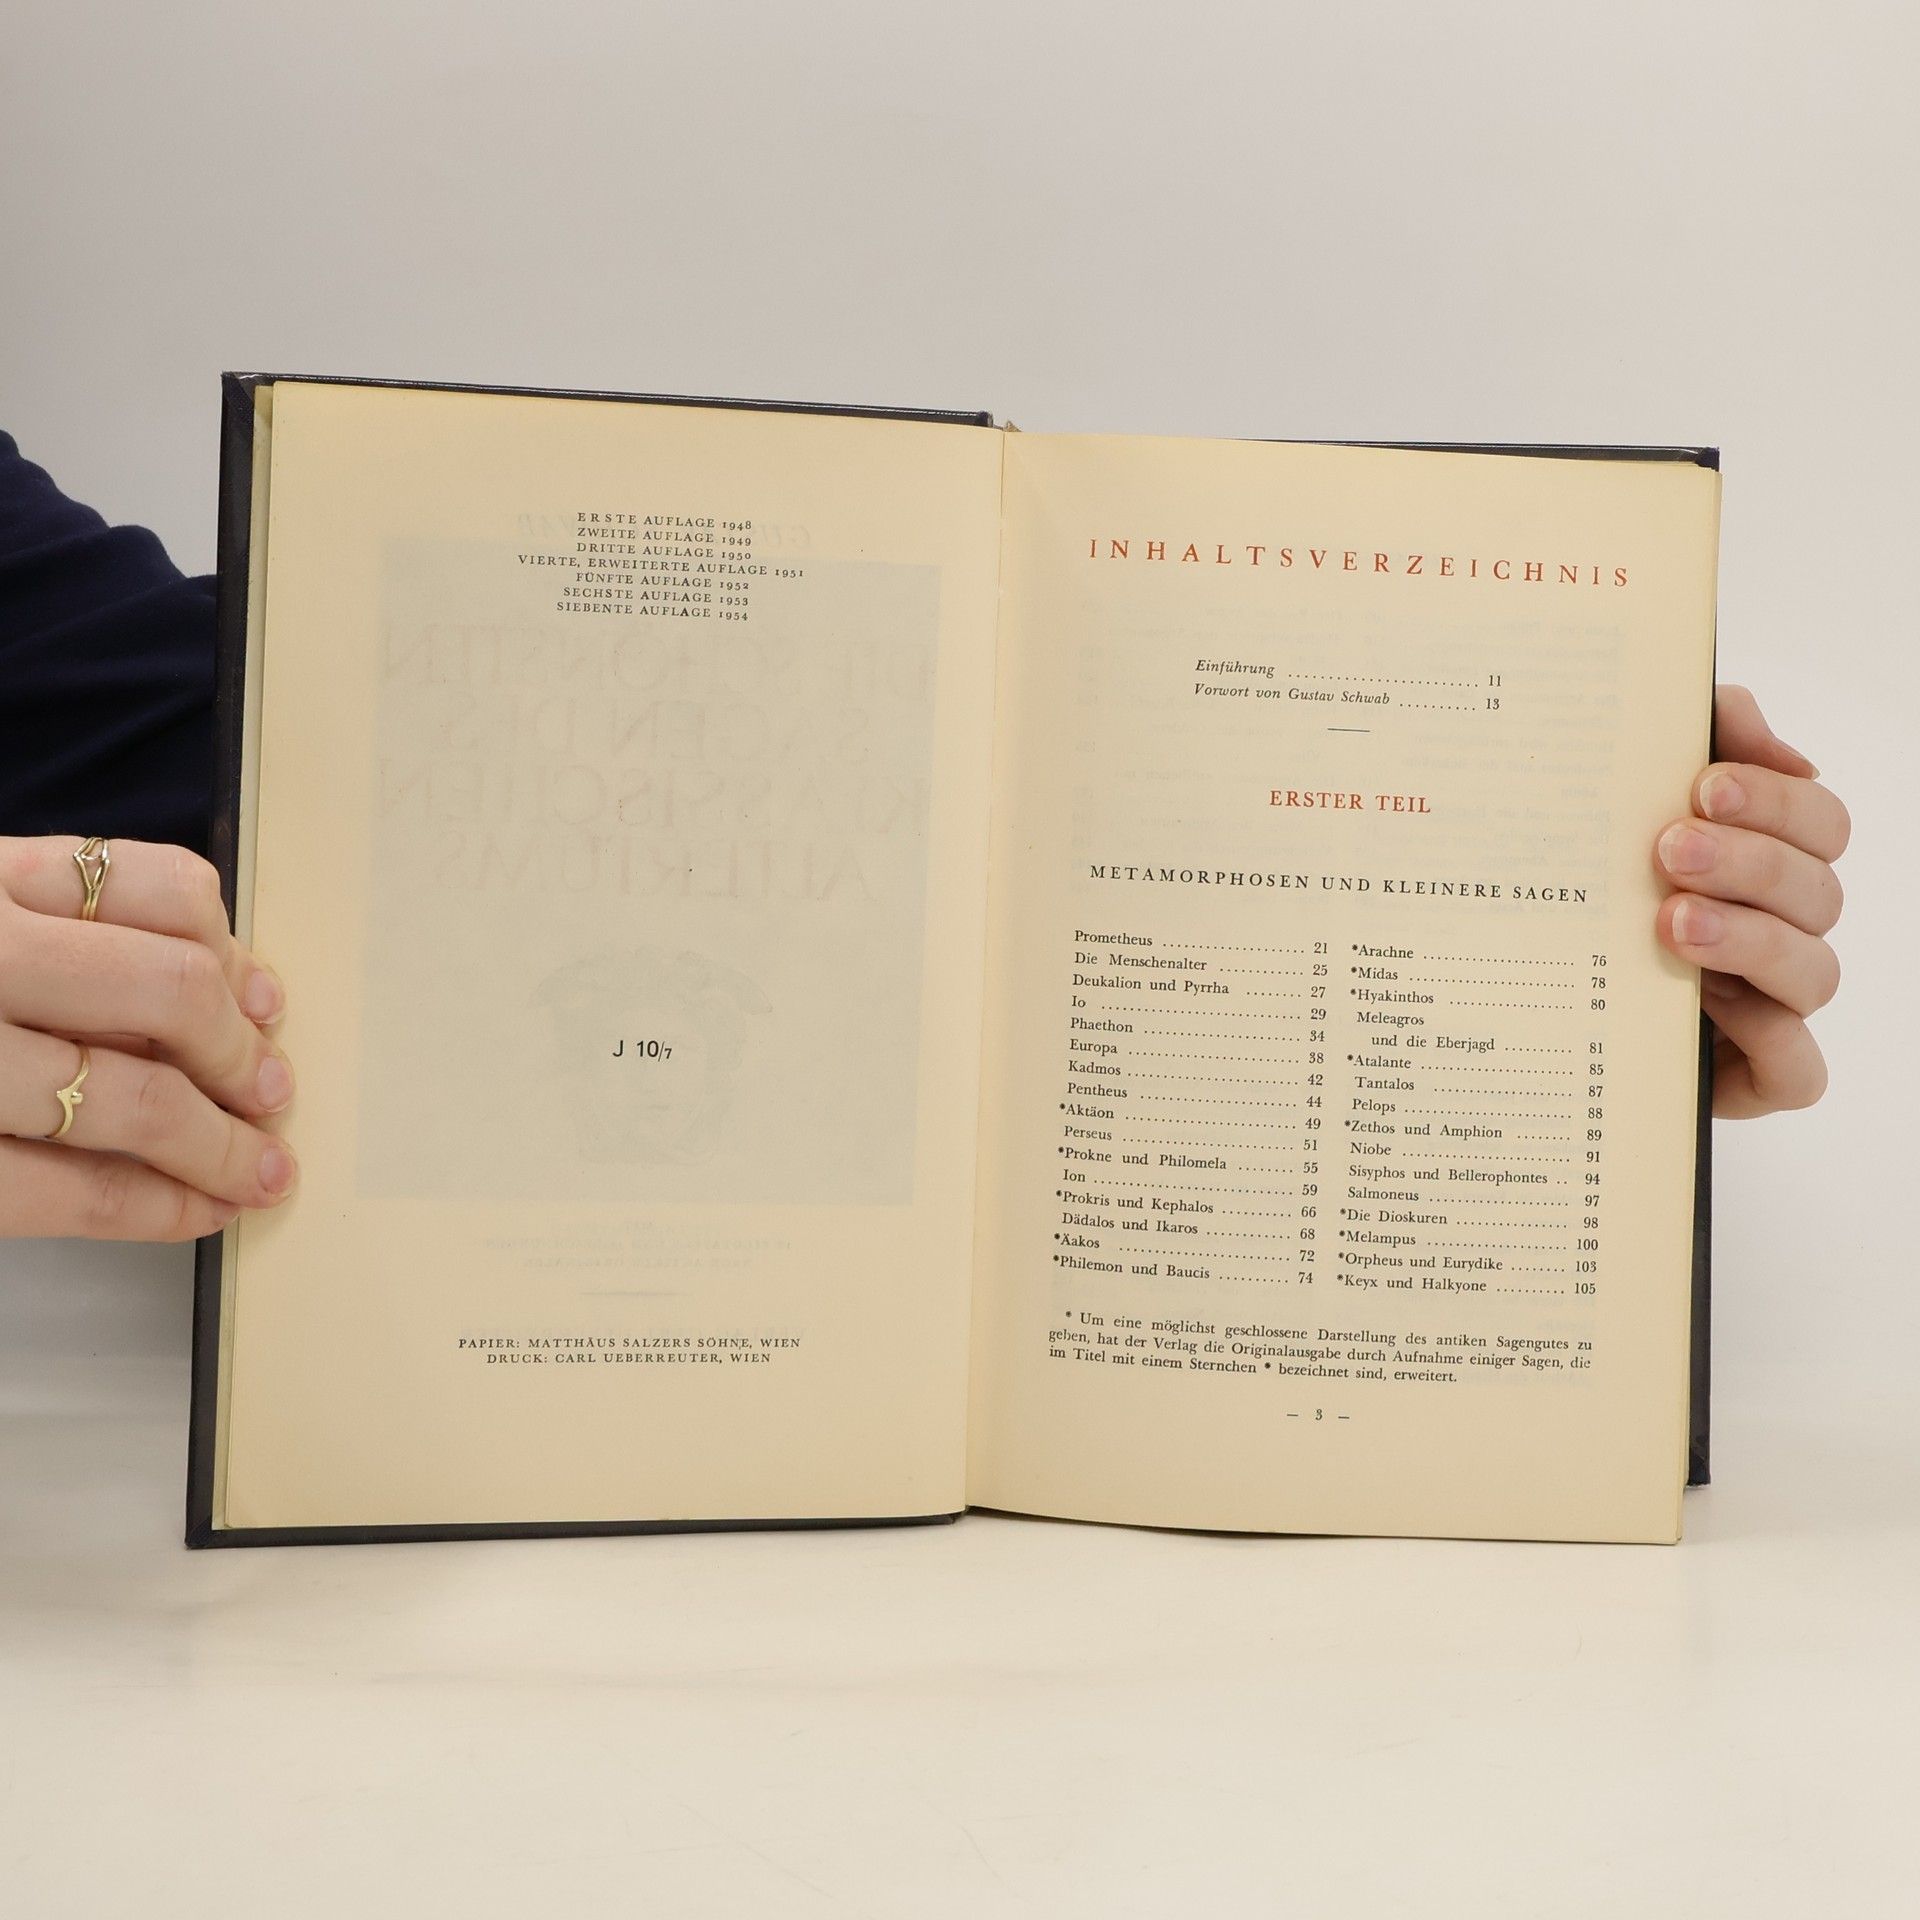 ERSTE AUFLAGE 1948
ZWEITE AUFLAGE 1949
DRITTE AUFLAGE 1950
VIERTE, ERWEITERTE AUFLAGE 1951
FÜNFTE AUFLAGE 1952
SECHSTE AUFLAGE 1953
SIEBENTE AUFLAGE 1954
J 10/7
PAPIER: MATTHÄUS SALZERS SÖHNE, WIEN
DRUCK: CARL UEBERREUTER, WIEN
INHALTSVERZEICHNIS
Einführung ........................ 11
Vorwort von Gustav Schwab .......... 13
ERSTER TEIL
METAMORPHOSEN UND KLEINERE SAGEN
Prometheus .................... 21
Die Menschenalter ............ 25
Deukalion und Pyrrha ........ 27
Io ............................ 29
Phaethon ...................... 34
Europa ........................ 38
Kadmos ........................ 42
Pentheus ...................... 44
*Aktäon ........................ 49
Perseus ........................ 51
*Prokne und Philomela ........ 55
Ion ............................ 59
*Prokris und Kephalos .......... 66
Dädalos und Ikaros ............ 68
*Äakos ........................ 72
*Philemon und Baucis .......... 74
*Arachne ...................... 76
*Midas ........................ 78
*Hyakinthos .................. 80
Meleagros
und die Eberjagd .......... 81
*Atalante ...................... 85
Tantalos .................... 87
Pelops ........................ 88
*Zethos und Amphion ........ 89
Niobe ........................ 91
Sisyphos und Bellerophontes .. 94
Salmoneus .................... 97
*Die Dioskuren ................ 98
*Melampus .................... 100
*Orpheus und Eurydike ........ 103
*Keyx und Halkyone .......... 105
* Um eine möglichst geschlossene Darstellung des antiken Sagengutes zu
geben, hat der Verlag die Originalausgabe durch Aufnahme einiger Sagen, die
im Titel mit einem Sternchen * bezeichnet sind, erweitert.
— 3 —